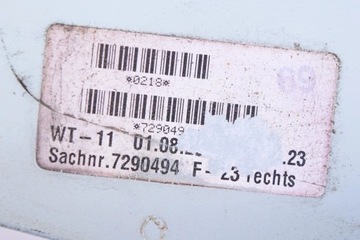 *0218*
*729049
WT-11 01.08. .23
Sachnr.7290494 F- 23 rechts